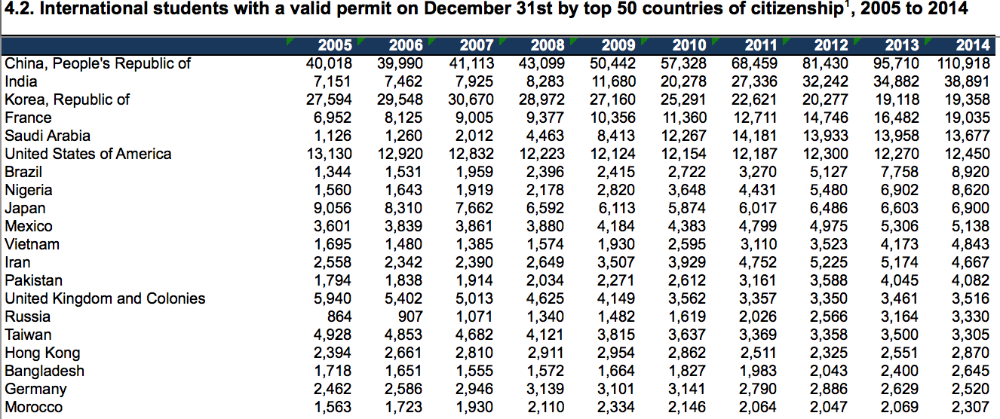 4.2. International students with a valid permit on December 31st by top 50 countries of citizenship¹, 2005 to 2014
2005 2006 2007 2008 2009 2010 2011 2012 2013 2014
China, People's Republic of 40,018 39,990 41,113 43,099 50,442 57,328 68,459 81,430 95,710 110,918
India 7,151 7,462 7,925 8,283 11,680 20,278 27,336 32,242 34,882 38,891
Korea, Republic of 27,594 29,548 30,670 28,972 27,160 25,291 22,621 20,277 19,118 19,358
France 6,952 8,125 9,005 9,377 10,356 11,360 12,711 14,746 16,482 19,035
Saudi Arabia 1,126 1,260 2,012 4,463 8,413 12,267 14,181 13,933 13,958 13,677
United States of America 13,130 12,920 12,832 12,223 12,124 12,154 12,187 12,300 12,270 12,450
Brazil 1,344 1,531 1,959 2,396 2,415 2,722 3,270 5,127 7,758 8,920
Nigeria 1,560 1,643 1,919 2,178 2,820 3,648 4,431 5,480 6,902 8,620
Japan 9,056 8,310 7,662 6,592 6,113 5,874 6,017 6,486 6,603 6,900
Mexico 3,601 3,839 3,861 3,880 4,184 4,383 4,799 4,975 5,306 5,138
Vietnam 1,695 1,480 1,385 1,574 1,930 2,595 3,110 3,523 4,173 4,843
Iran 2,558 2,342 2,390 2,649 3,507 3,929 4,752 5,225 5,174 4,667
Pakistan 1,794 1,838 1,914 2,034 2,271 2,612 3,161 3,588 4,045 4,082
United Kingdom and Colonies 5,940 5,402 5,013 4,625 4,149 3,562 3,357 3,350 3,461 3,516
Russia 864 907 1,071 1,340 1,482 1,619 2,026 2,566 3,164 3,330
Taiwan 4,928 4,853 4,682 4,121 3,815 3,637 3,369 3,358 3,500 3,305
Hong Kong 2,394 2,661 2,810 2,911 2,954 2,862 2,511 2,325 2,551 2,870
Bangladesh 1,718 1,651 1,555 1,572 1,664 1,827 1,983 2,043 2,400 2,645
Germany 2,462 2,586 2,946 3,139 3,101 3,141 2,790 2,886 2,629 2,520
Morocco 1,563 1,723 1,930 2,110 2,334 2,146 2,064 2,047 2,069 2,307